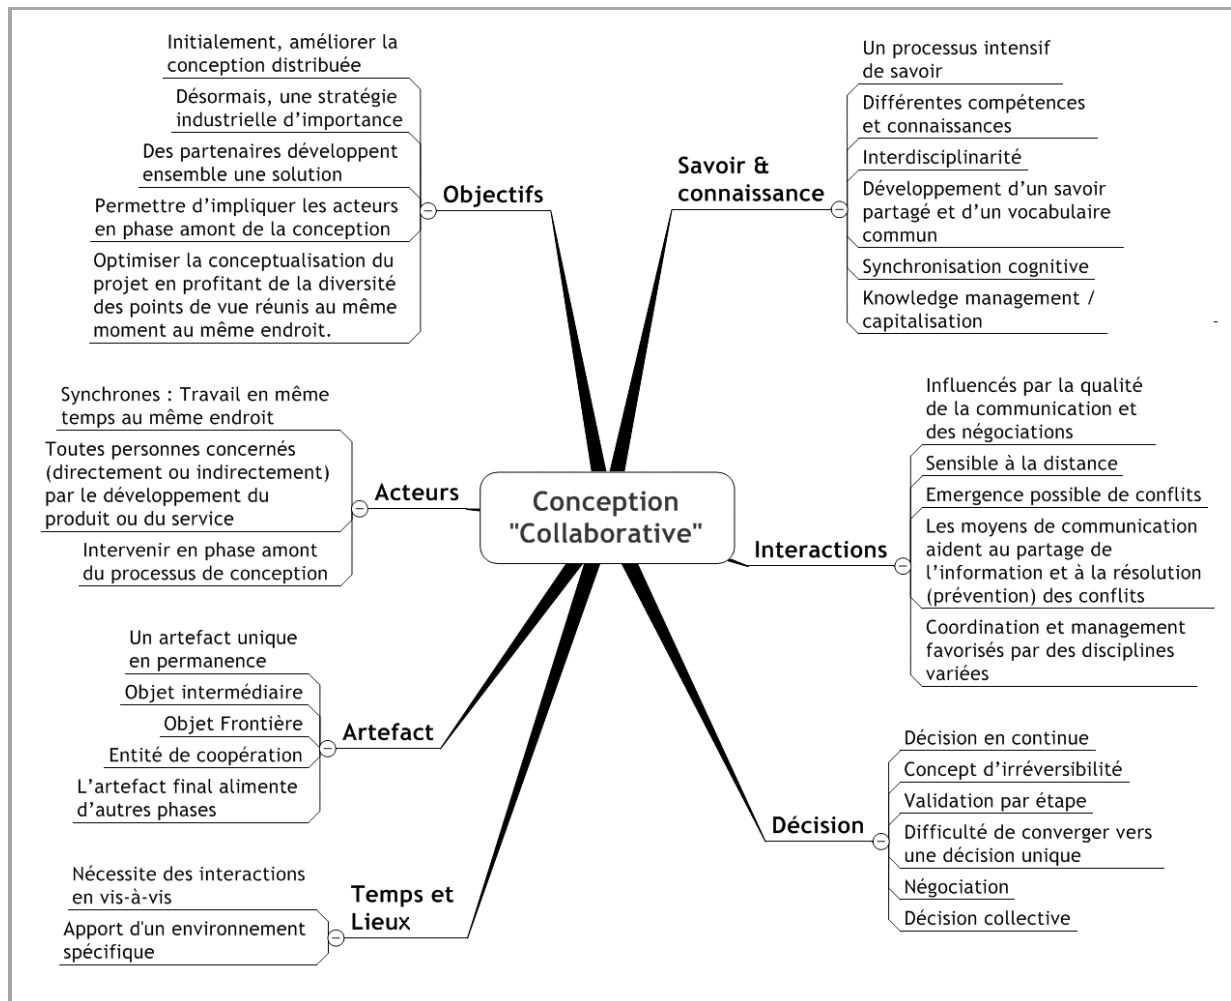 Conception
"Collaborative"
Objectifs
Initialement, améliorer la
conception distribuée
Désormais, une stratégie
industrielle d’importance
Des partenaires développent
ensemble une solution
Permettre d’impliquer les acteurs
en phase amont de la conception
Optimiser la conceptualisation du
projet en profitant de la diversité
des points de vue réunis au même
moment au même endroit.
Acteurs
Synchrones : Travail en même
temps au même endroit
Toutes personnes concernés
(directement ou indirectement)
par le développement du
produit ou du service
Intervenir en phase amont
du processus de conception
Artefact
Un artefact unique
en permanence
Objet intermédiaire
Objet Frontière
Entité de coopération
L’artefact final alimente
d’autres phases
Temps et
Lieux
Nécessite des interactions
en vis-à-vis
Apport d'un environnement
spécifique
Savoir &
connaissance
Un processus intensif
de savoir
Différentes compétences
et connaissances
Interdisciplinarité
Développement d’un savoir
partagé et d’un vocabulaire
commun
Synchronisation cognitive
Knowledge management /
capitalisation
Interactions
Influencés par la qualité
de la communication et
des négociations
Sensible à la distance
Emergence possible de conflits
Les moyens de communication
aident au partage de
l’information et à la résolution
(prévention) des conflits
Coordination et management
favorisés par des disciplines
variées
Décision
Décision en continue
Concept d’irréversibilité
Validation par étape
Difficulté de converger vers
une décision unique
Négociation
Décision collective